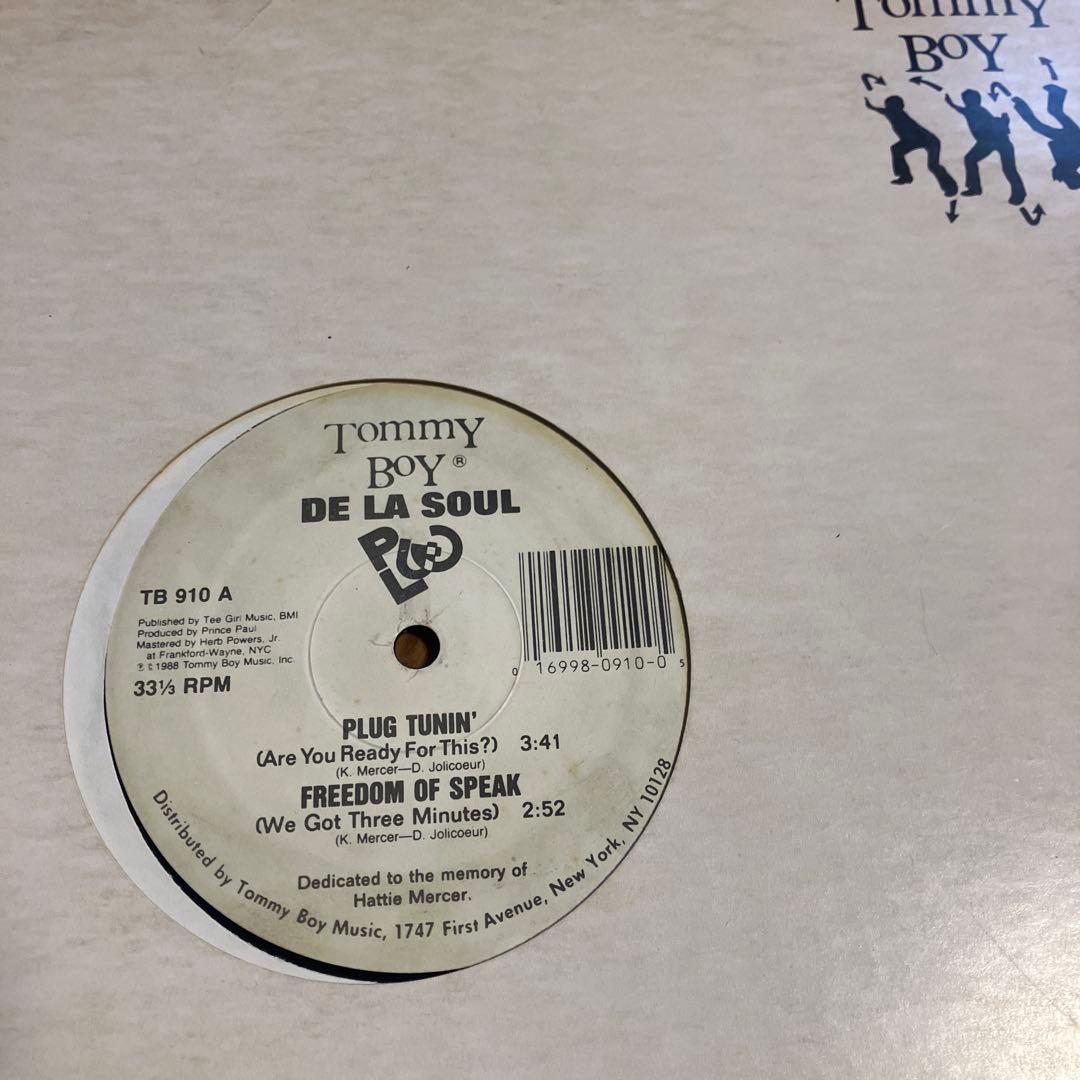 Tommy
BOY
Tommy
BOY ®
DE LA SOUL
PLUG
TB 910 A
Published by Tee Girl Music, BMI
Produced by Prince Paul
Mastered by Herb Powers, Jr.
at Frankford-Wayne, NYC
℗ © 1988 Tommy Boy Music, Inc.
33⅓ RPM
0 16998-0910-0 5
PLUG TUNIN'
(Are You Ready For This?) 3:41
(K. Mercer—D. Jolicoeur)
FREEDOM OF SPEAK
(We Got Three Minutes) 2:52
(K. Mercer—D. Jolicoeur)
Dedicated to the memory of
Hattie Mercer.
Distributed by Tommy Boy Music, 1747 First Avenue, New York, NY 10128